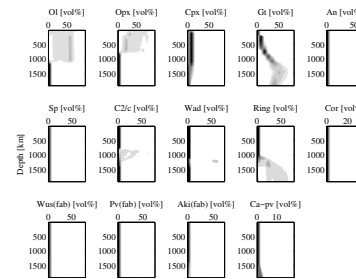 Ol [vol%] Opx [vol%] Cpx [vol%] Gt [vol%] An [vol%]
0 50 0 50 0 50 0 50 0 50
500 500 500 500 500
1000 1000 1000 1000 1000
1500 1500 1500 1500 1500
Sp [vol%] C2/c [vol%] Wad [vol%] Ring [vol%] Cor [vol%]
0 50 0 50 0 50 0 50 0 20
Depth [km]
500 500 500 500 500
1000 1000 1000 1000 1000
1500 1500 1500 1500 1500
Wus(fab) [vol%] Pv(fab) [vol%] Aki(fab) [vol%] Ca-pv [vol%]
0 50 0 50 0 50 0 10
500 500 500 500
1000 1000 1000 1000
1500 1500 1500 1500